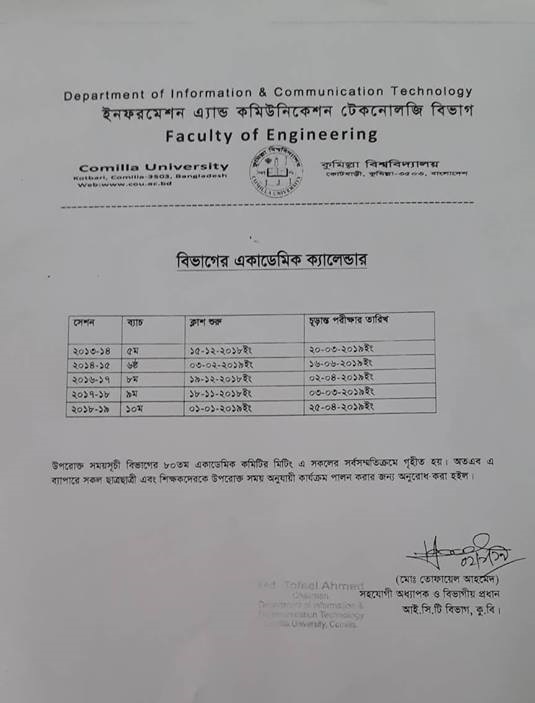 Department of Information & Communication Technology
ইনফরমেশন এ্যান্ড কমিউনিকেশন টেকনোলজি বিভাগ
Faculty of Engineering
Comilla University
Kotbari, Comilla-3503, Bangladesh
Web:www.cou.ac.bd
কুমিল্লা বিশ্ববিদ্যালয়
কোটবাড়ী, কুমিল্লা-৩৫০৩, বাংলাদেশ
বিভাগের একাডেমিক ক্যালেন্ডার
সেশন ব্যাচ ক্লাশ শুরু চূড়ান্ত পরীক্ষার তারিখ
২০১৩-১৪ ৫ম ১৫-১২-২০১৮ইং ২০-০৩-২০১৯ইং
২০১৪-১৫ ৬ষ্ঠ ০৩-০২-২০১৯ইং ১৬-০৬-২০১৯ইং
২০১৬-১৭ ৮ম ১৯-১২-২০১৮ইং ০২-০৪-২০১৯ইং
২০১৭-১৮ ৯ম ১৮-১১-২০১৮ইং ০৩-০৩-২০১৯ইং
২০১৮-১৯ ১০ম ০১-০১-২০১৯ইং ২৫-০৪-২০১৯ইং
উপরোক্ত সময়সূচী বিভাগের ৮০তম একাডেমিক কমিটির মিটিং এ সকলের সর্বসম্মতিক্রমে গৃহীত হয়। অতএব এ
ব্যাপারে সকল ছাত্রছাত্রী এবং শিক্ষকদেরকে উপরোক্ত সময় অনুযায়ী কার্যক্রম পালন করার জন্য অনুরোধ করা হইল।
(মোঃ তোফায়েল আহমেদ)
সহযোগী অধ্যাপক ও বিভাগীয় প্রধান
আই.সি.টি বিভাগ, কু.বি।
Md. Tofael Ahmed
Chairman
Department of Information &
Communication Technology
Comilla University, Comilla.